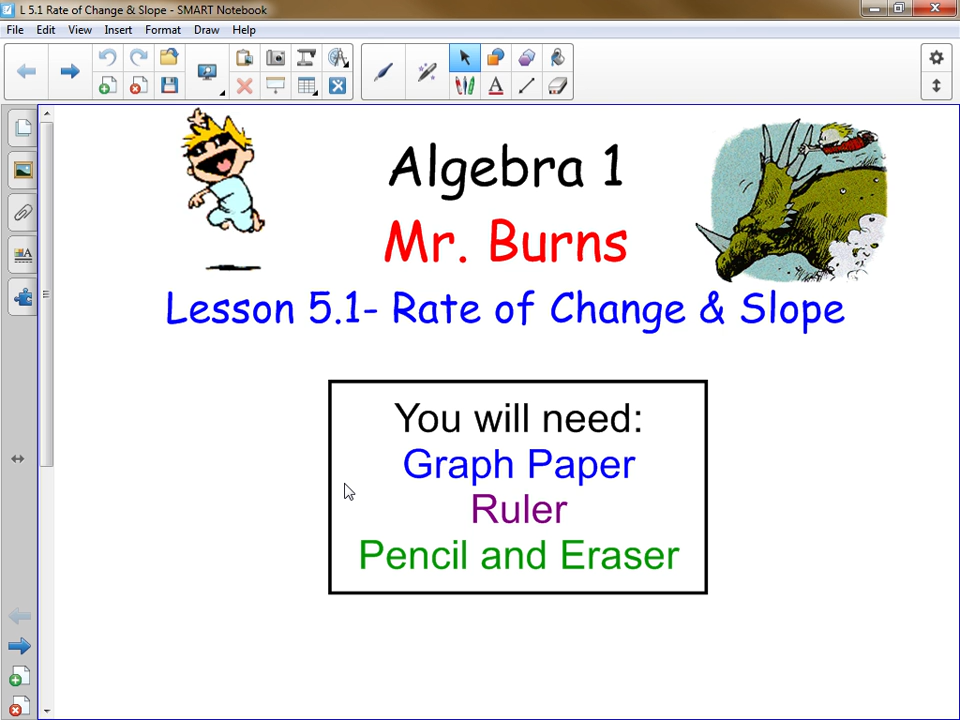 L 5.1 Rate of Change & Slope - SMART Notebook
File Edit View Insert Format Draw Help
Algebra 1
Mr. Burns
Lesson 5.1- Rate of Change & Slope
You will need:
Graph Paper
Ruler
Pencil and Eraser